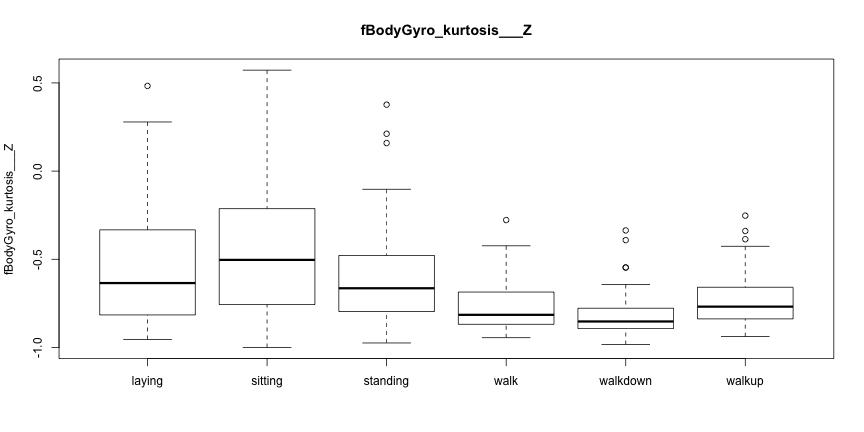 fBodyGyro_kurtosis___Z
fBodyGyro_kurtosis___Z
0.5
0.0
-0.5
-1.0
laying sitting standing walk walkdown walkup